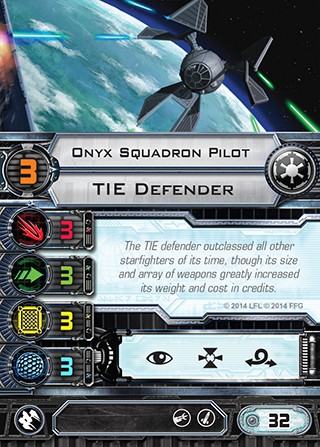 Onyx Squadron Pilot
3
TIE Defender
3
3
3
3
The TIE defender outclassed all other
starfighters of its time, though its size
and array of weapons greatly increased
its weight and cost in credits.
© 2014 LFL © 2014 FFG
32